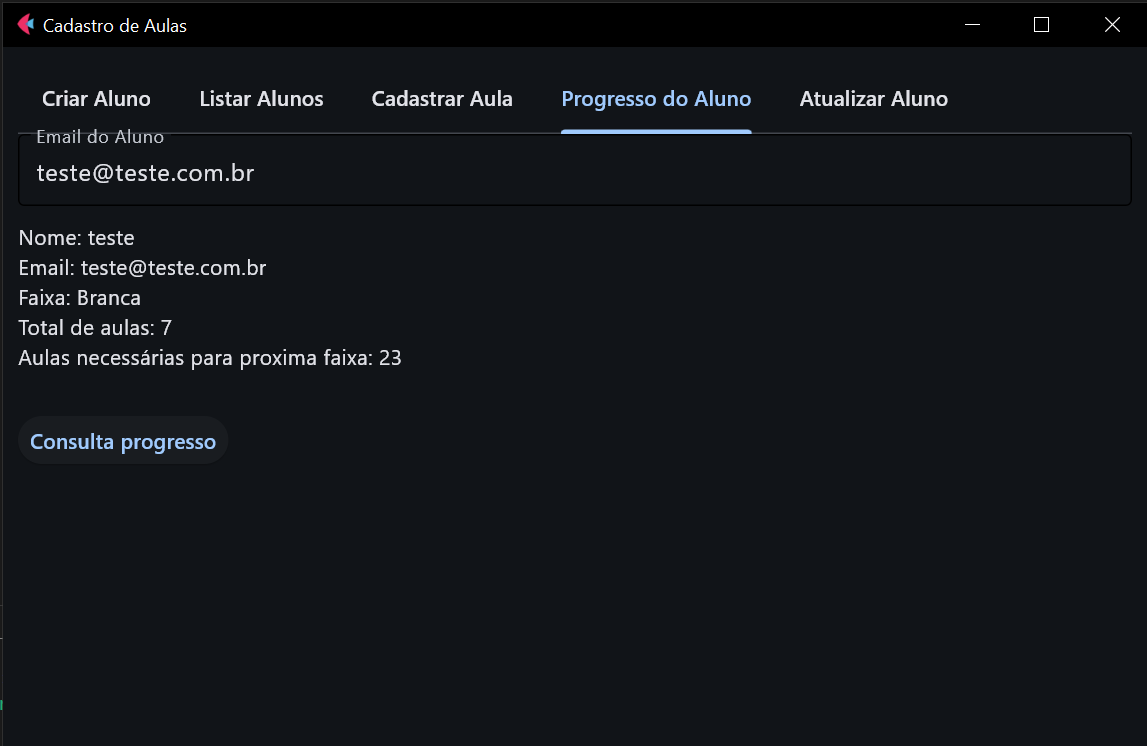 Cadastro de Aulas
Criar Aluno Listar Alunos Cadastrar Aula Progresso do Aluno Atualizar Aluno
Email do Aluno
teste@teste.com.br
Nome: teste
Email: teste@teste.com.br
Faixa: Branca
Total de aulas: 7
Aulas necessárias para proxima faixa: 23
Consulta progresso